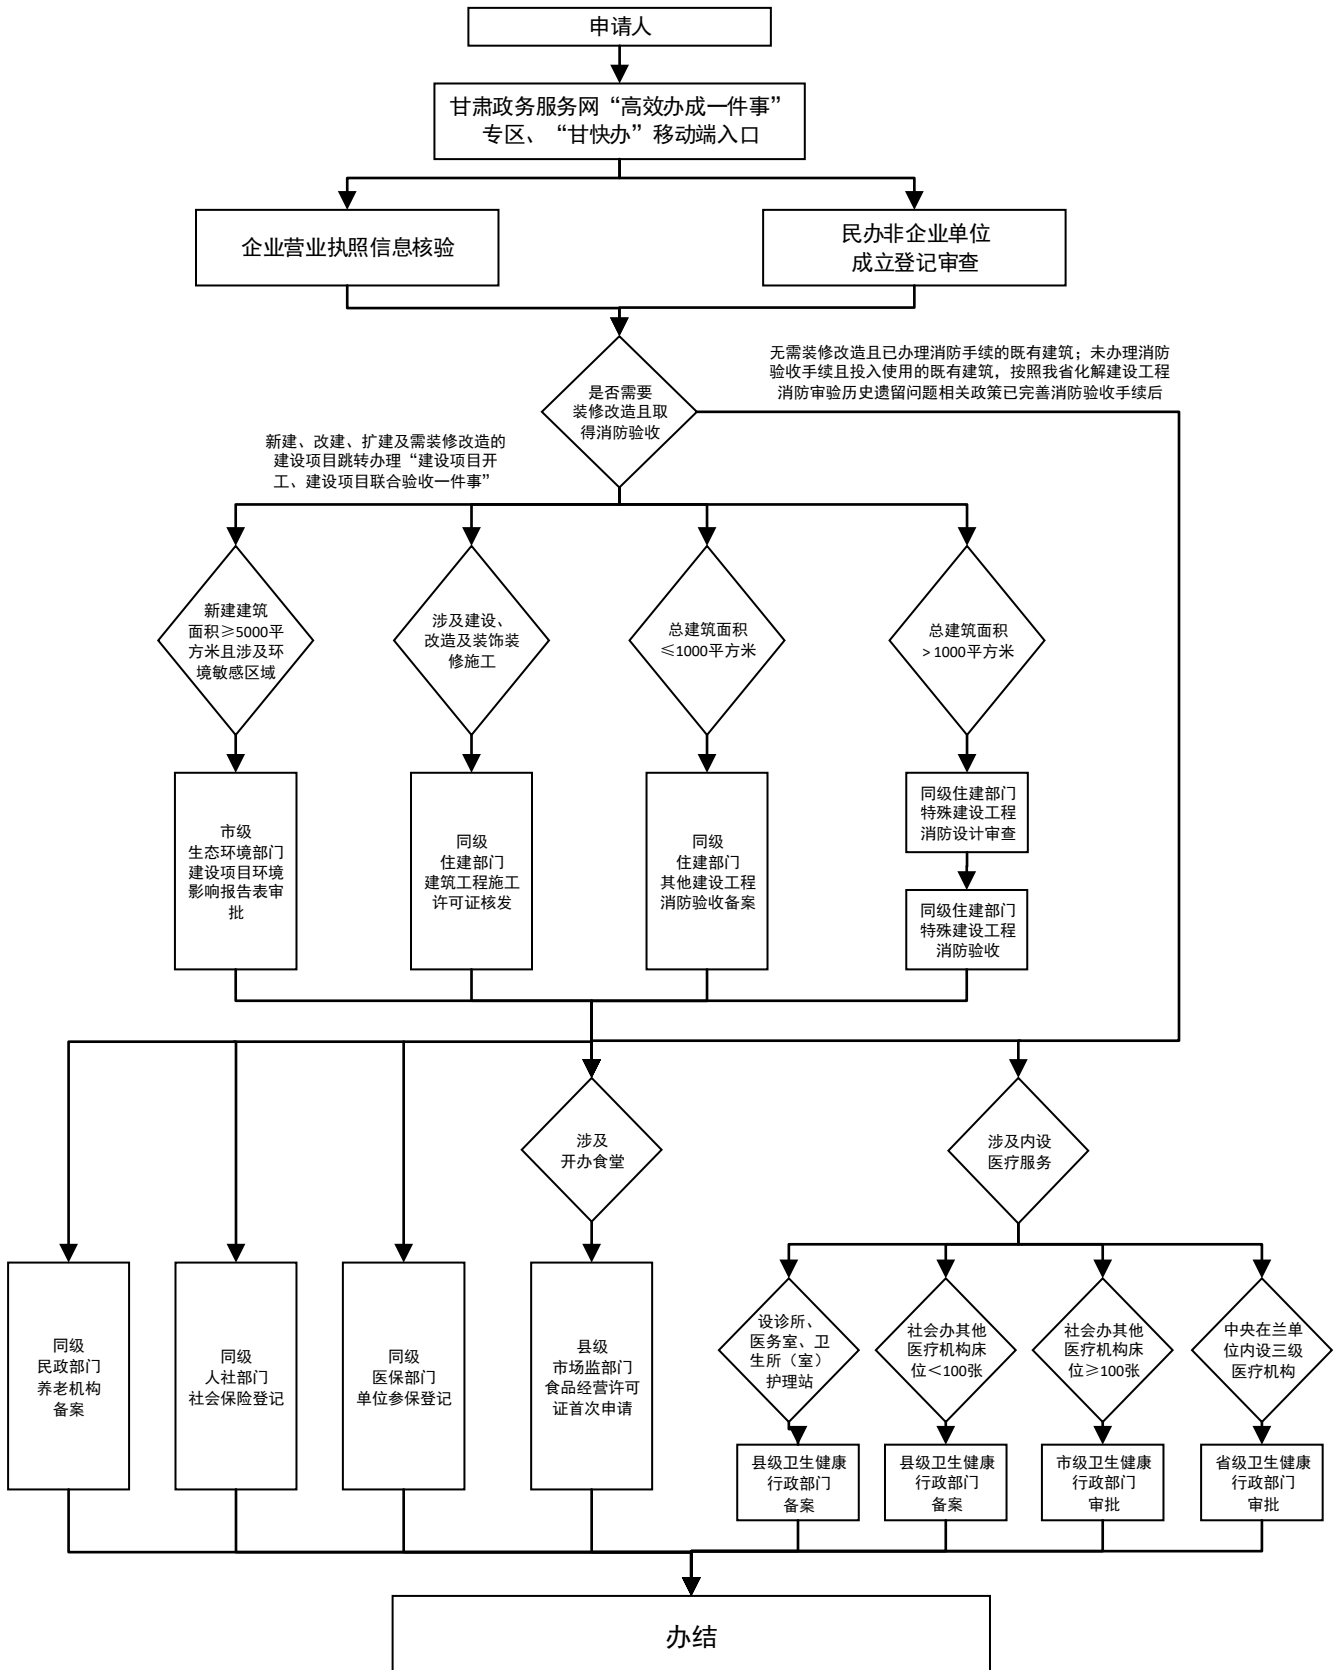 申请人
甘肃政务服务网“高效办成一件事”
专区、“甘快办”移动端入口
企业营业执照信息核验
民办非企业单位
成立登记审查
无需装修改造且已办理消防手续的既有建筑；未办理消防
验收手续且投入使用的既有建筑，按照我省化解建设工程
消防审验历史遗留问题相关政策已完善消防验收手续后
是否需要
装修改造且取
得消防验收
新建、改建、扩建及需装修改造的
建设项目跳转办理“建设项目开
工、建设项目联合验收一件事”
新建建筑
面积≥5000平
方米且涉及环
境敏感区域
涉及建设、
改造及装饰装
修施工
总建筑面积
≤1000平方米
总建筑面积
＞1000平方米
市级
生态环境部门
建设项目环境
影响报告表审
批
同级
住建部门
建筑工程施工
许可证核发
同级
住建部门
其他建设工程
消防验收备案
同级住建部门
特殊建设工程
消防设计审查
同级住建部门
特殊建设工程
消防验收
涉及
开办食堂
涉及内设
医疗服务
同级
民政部门
养老机构
备案
同级
人社部门
社会保险登记
同级
医保部门
单位参保登记
县级
市场监部门
食品经营许可
证首次申请
设诊所、
医务室、卫
生所（室）
护理站
社会办其他
医疗机构床
位＜100张
社会办其他
医疗机构床
位≥100张
中央在兰单
位内设三级
医疗机构
县级卫生健康
行政部门
备案
县级卫生健康
行政部门
备案
市级卫生健康
行政部门
审批
省级卫生健康
行政部门
审批
办结